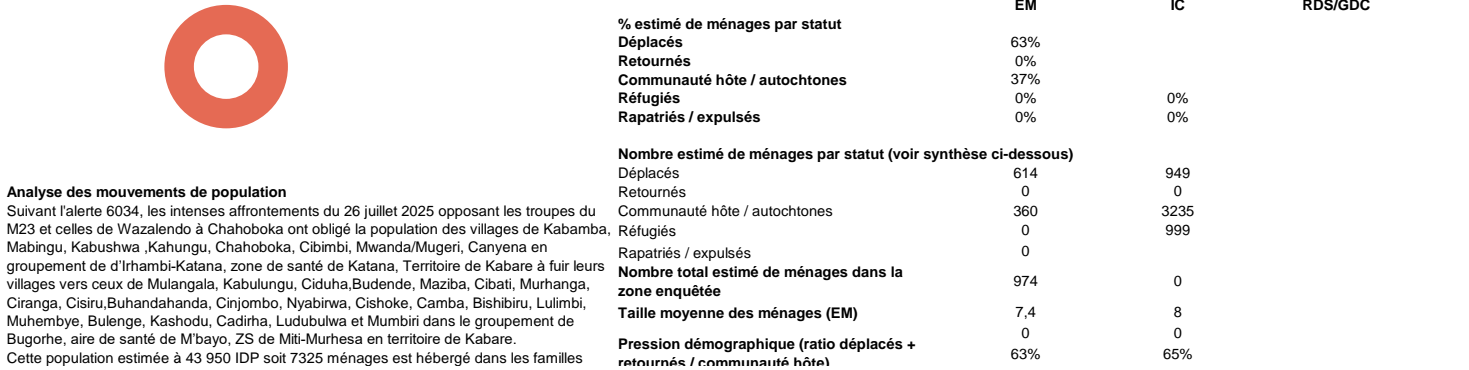 Analyse des mouvements de population
Suivant l'alerte 6034, les intenses affrontements du 26 juillet 2025 opposant les troupes du
M23 et celles de Wazalendo à Chahoboka ont obligé la population des villages de Kabamba,
Mabingu, Kabushwa ,Kahungu, Chahoboka, Cibimbi, Mwanda/Mugeri, Canyena en
groupement de d'Irhambi-Katana, zone de santé de Katana, Territoire de Kabare à fuir leurs
villages vers ceux de Mulangala, Kabulungu, Ciduha,Budende, Maziba, Cibati, Murhanga,
Ciranga, Cisiru,Buhandahanda, Cinjombo, Nyabirwa, Cishoke, Camba, Bishibiru, Lulimbi,
Muhembye, Bulenge, Kashodu, Cadirha, Ludubulwa et Mumbiri dans le groupement de
Bugorhe, aire de santé de M'bayo, ZS de Miti-Murhesa en territoire de Kabare.
Cette population estimée à 43 950 IDP soit 7325 ménages est hébergé dans les familles
EM IC RDS/GDC
% estimé de ménages par statut
Déplacés 63%
Retournés 0%
Communauté hôte / autochtones 37%
Réfugiés 0% 0%
Rapatriés / expulsés 0% 0%
Nombre estimé de ménages par statut (voir synthèse ci-dessous)
Déplacés 614 949
Retournés 0 0
Communauté hôte / autochtones 360 3235
Réfugiés 0 999
Rapatriés / expulsés 0
Nombre total estimé de ménages dans la
zone enquêtée 974 0
Taille moyenne des ménages (EM) 7,4 8
0 0
Pression démographique (ratio déplacés +
retournés / communauté hôte) 63% 65%